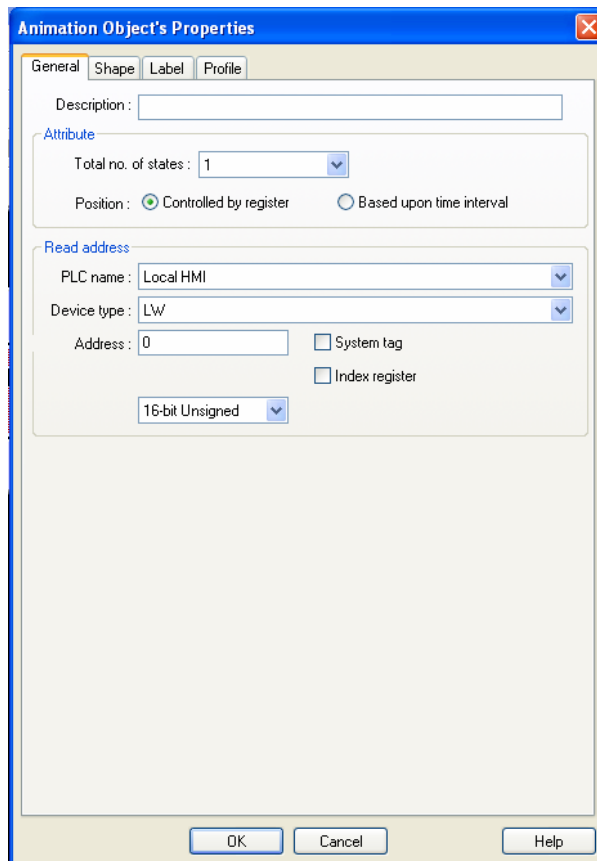 Animation Object's Properties
General Shape Label Profile
Description :
Attribute
Total no. of states : 1
Position : Controlled by register Based upon time interval
Read address
PLC name : Local HMI
Device type : LW
Address : 0 System tag
Index register
16-bit Unsigned
OK Cancel Help